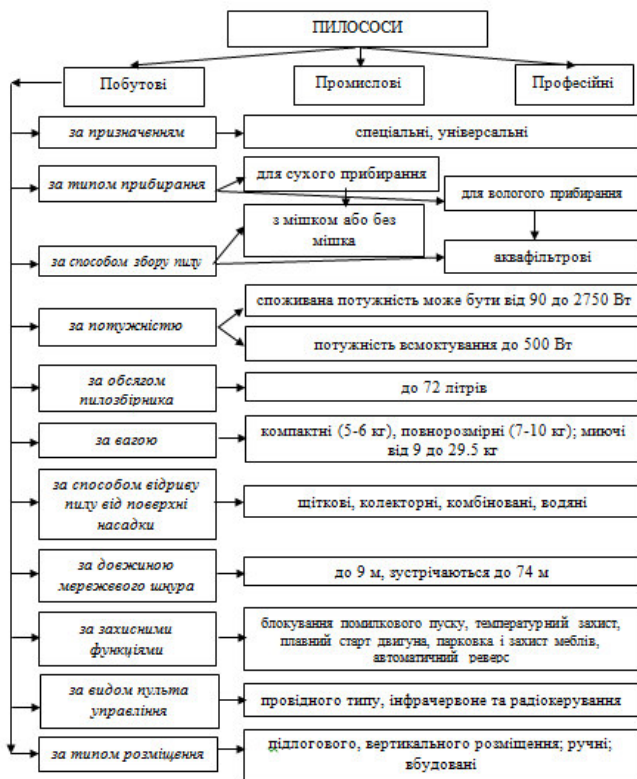 ПИЛОСОСИ
Побутові
Промислові
Професійні
за призначенням
спеціальні, універсальні
за типом прибирання
для сухого прибирання
для вологого прибирання
за способом збору пилу
з мішком або без
мішка
аквафільтрові
за потужністю
споживана потужність може бути від 90 до 2750 Вт
потужність всмоктування до 500 Вт
за обсягом
пилозбірника
до 72 літрів
за вагою
компактні (5-6 кг), повнорозмірні (7-10 кг); миючі
від 9 до 29.5 кг
за способом відриву
пилу від поверхні
насадки
щіткові, колекторні, комбіновані, водяні
за довжиною
мережевого шнура
до 9 м, зустрічаються до 74 м
за захисними
функціями
блокування помилкового пуску, температурний захист,
плавний старт двигуна, парковка і захист меблів,
автоматичний реверс
за видом пульта
управління
провідного типу, інфрачервоне та радіокерування
за типом розміщення
підлогового, вертикального розміщення; ручні;
вбудовані